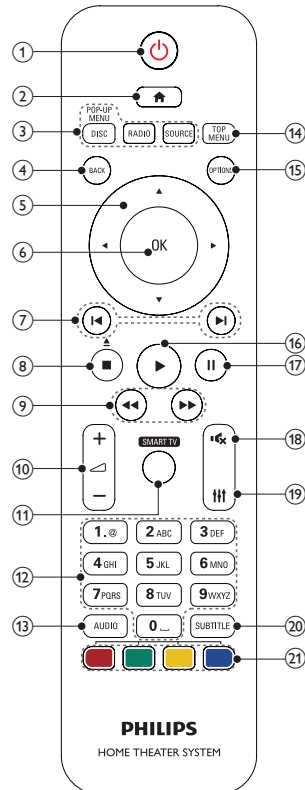 1
2
POP-UP
MENU
3 DISC RADIO SOURCE TOP
MENU 14
4 BACK OPTIONS 15
5
6 OK
7
16
8 17
9
SMART TV
+ 18
10
− 19
11
1.@ 2 ABC 3 DEF
12 4 GHI 5 JKL 6 MNO
7 PQRS 8 TUV 9 WXYZ
13 AUDIO 0 SUBTITLE 20
21
PHILIPS
HOME THEATER SYSTEM